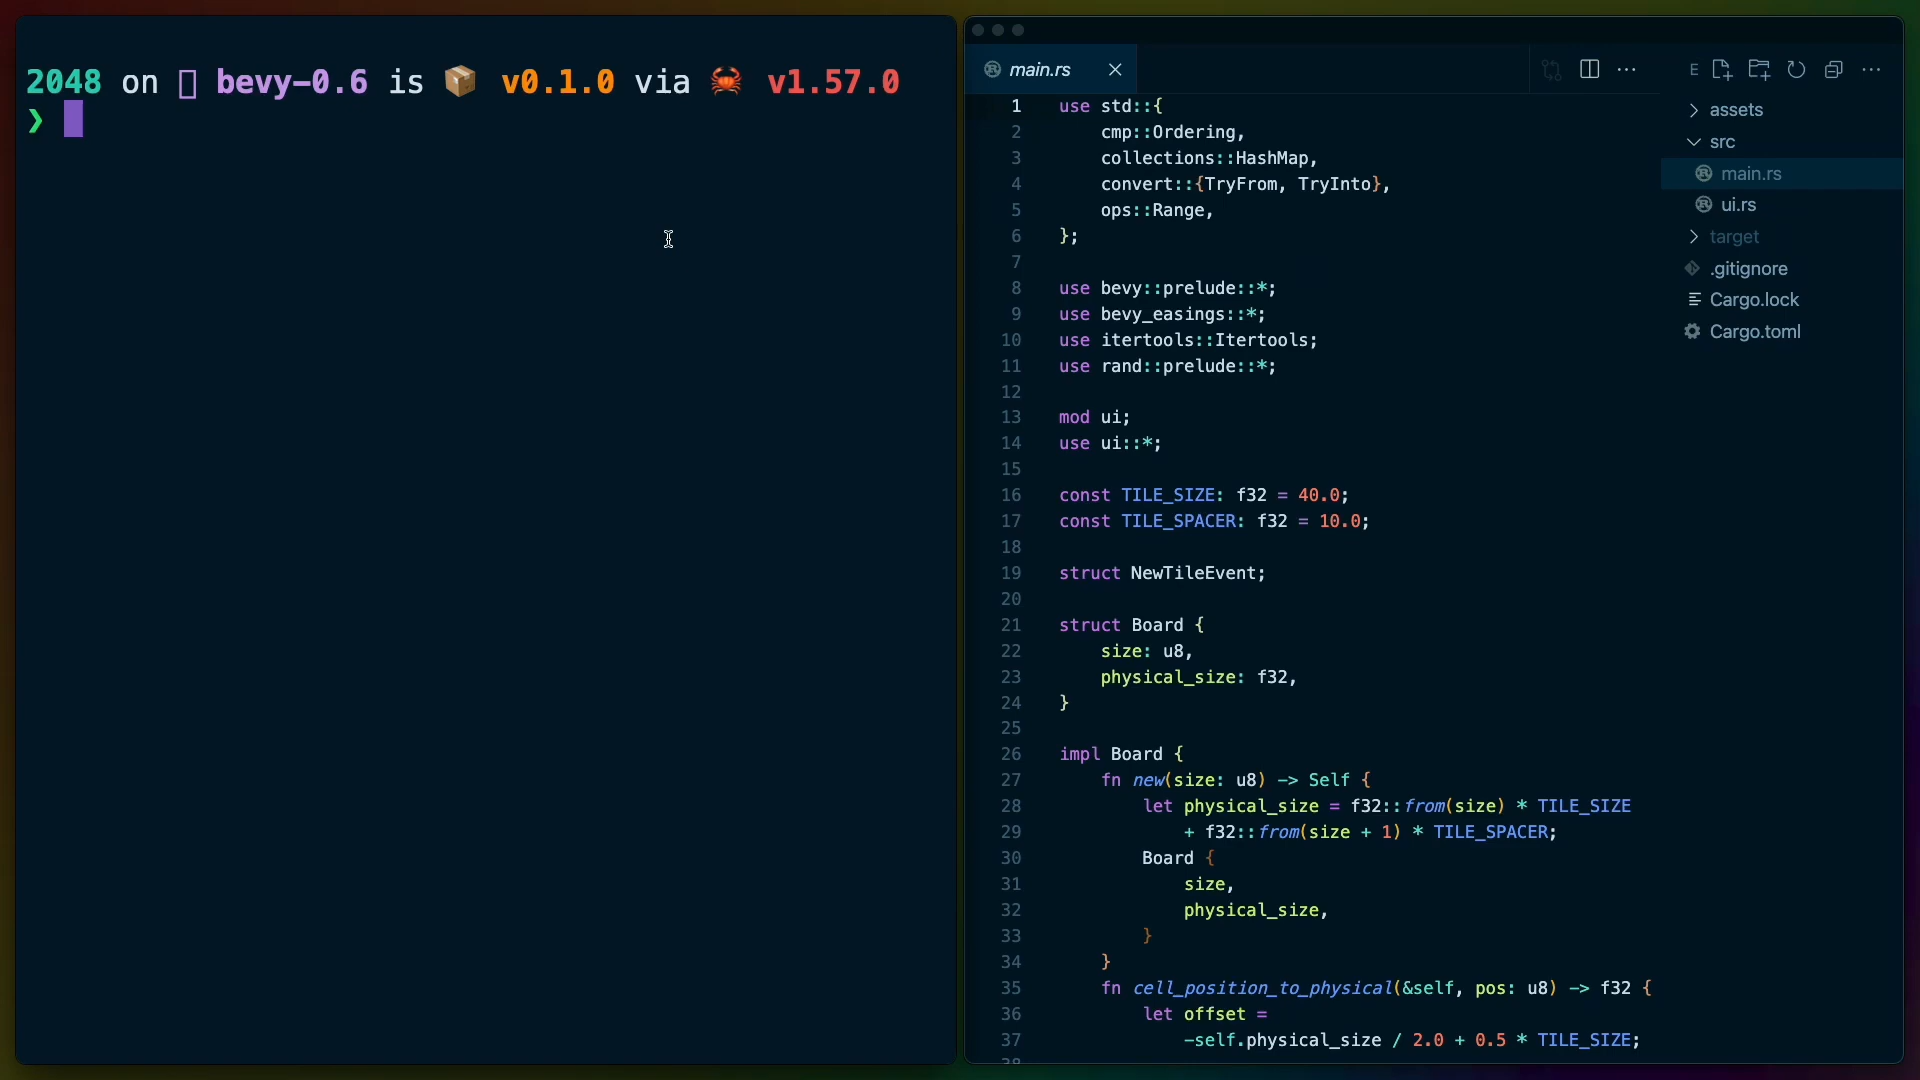 2048 on bevy-0.6 is 📦 v0.1.0 via 🦀 v1.57.0
❯
main.rs
1 use std::{
2     cmp::Ordering,
3     collections::HashMap,
4     convert::{TryFrom, TryInto},
5     ops::Range,
6 };
7
8 use bevy::prelude::*;
9 use bevy_easings::*;
10 use itertools::Itertools;
11 use rand::prelude::*;
12
13 mod ui;
14 use ui::*;
15
16 const TILE_SIZE: f32 = 40.0;
17 const TILE_SPACER: f32 = 10.0;
18
19 struct NewTileEvent;
20
21 struct Board {
22     size: u8,
23     physical_size: f32,
24 }
25
26 impl Board {
27     fn new(size: u8) -> Self {
28         let physical_size = f32::from(size) * TILE_SIZE
29             + f32::from(size + 1) * TILE_SPACER;
30         Board {
31             size,
32             physical_size,
33         }
34     }
35     fn cell_position_to_physical(&self, pos: u8) -> f32 {
36         let offset =
37             -self.physical_size / 2.0 + 0.5 * TILE_SIZE;
38
E
assets
src
main.rs
ui.rs
target
.gitignore
Cargo.lock
Cargo.toml